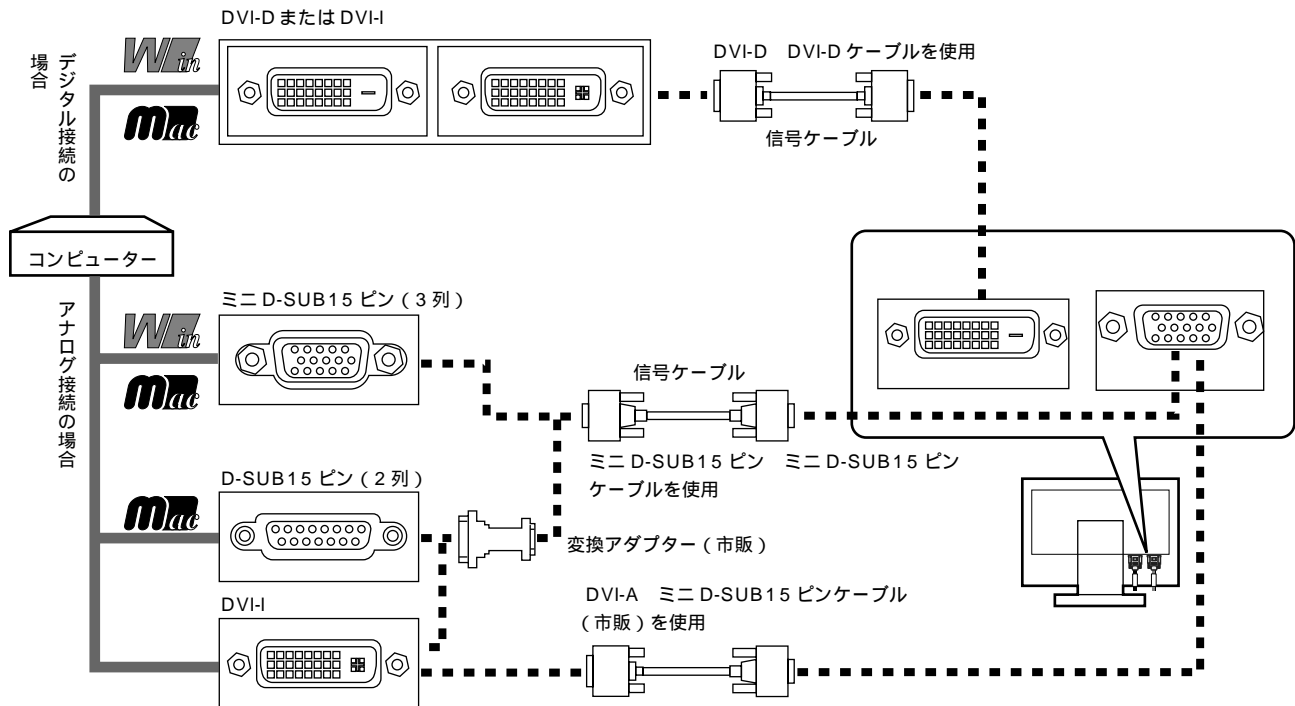 DVI-D または DVI-I
Win
Mac
デジタル接続の
場合
DVI-D DVI-D ケーブルを使用
信号ケーブル
コンピューター
アナログ接続の場合
ミニ D-SUB15 ピン（3 列）
Win
Mac
信号ケーブル
ミニ D-SUB15 ピン ミニ D-SUB15 ピン
ケーブルを使用
D-SUB15 ピン（2 列）
Mac
変換アダプター（市販）
DVI-I
DVI-A ミニ D-SUB15 ピンケーブル
（市販）を使用